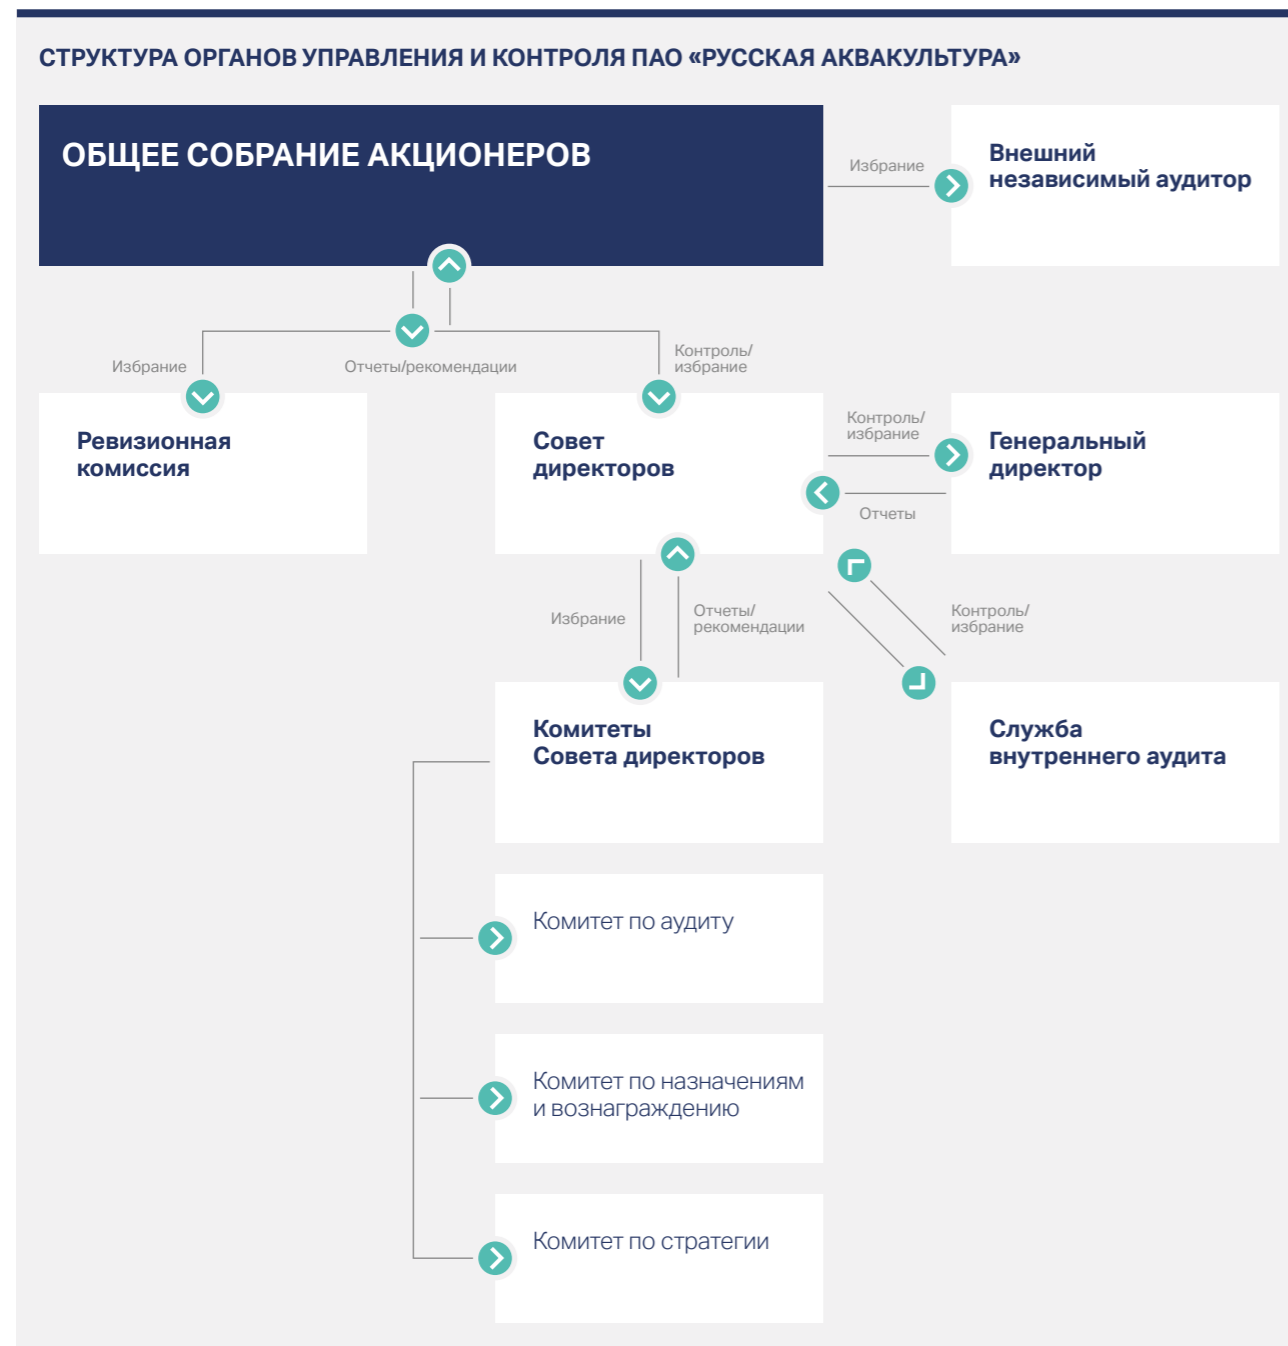 СТРУКТУРА ОРГАНОВ УПРАВЛЕНИЯ И КОНТРОЛЯ ПАО «РУССКАЯ АКВАКУЛЬТУРА»
ОБЩЕЕ СОБРАНИЕ АКЦИОНЕРОВ
Избрание
Внешний
независимый аудитор
Избрание
Отчеты/рекомендации
Контроль/
избрание
Ревизионная
комиссия
Совет
директоров
Контроль/
избрание
Отчеты
Генеральный
директор
Избрание
Отчеты/
рекомендации
Контроль/
избрание
Комитеты
Совета директоров
Служба
внутреннего аудита
Комитет по аудиту
Комитет по назначениям
и вознаграждению
Комитет по стратегии